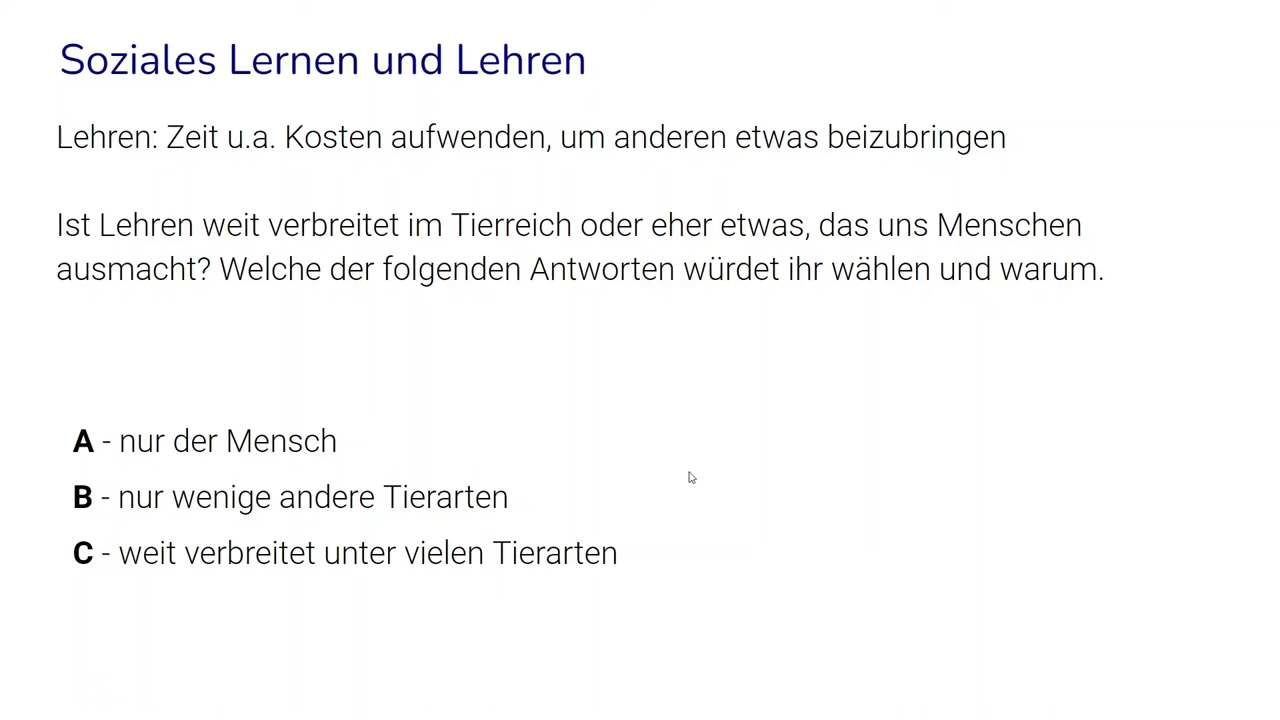 Soziales Lernen und Lehren
Lehren: Zeit u.a. Kosten aufwenden, um anderen etwas beizubringen
Ist Lehren weit verbreitet im Tierreich oder eher etwas, das uns Menschen
ausmacht? Welche der folgenden Antworten würdet ihr wählen und warum.
A - nur der Mensch
B - nur wenige andere Tierarten
C - weit verbreitet unter vielen Tierarten